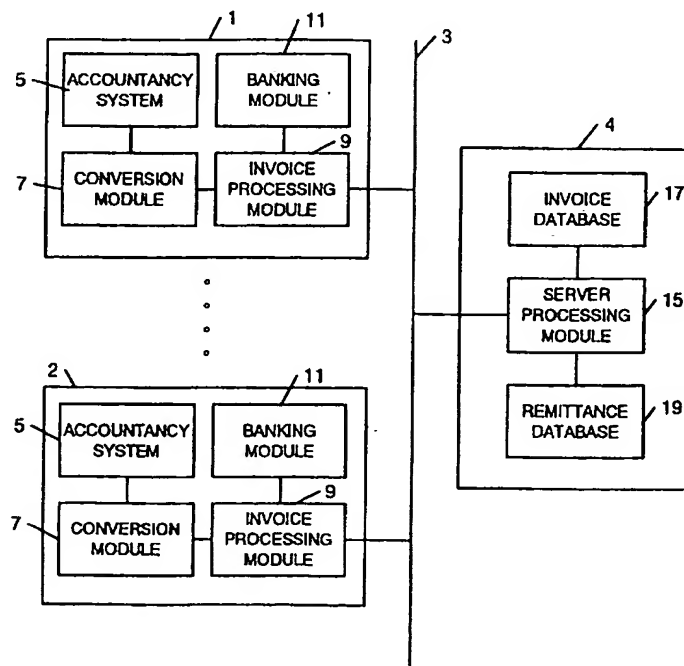 1
11
3
5
ACCOUNTANCY
SYSTEM
BANKING
MODULE
9
7
CONVERSION
MODULE
INVOICE
PROCESSING
MODULE
4
INVOICE
DATABASE
17
SERVER
PROCESSING
MODULE
15
REMITTANCE
DATABASE
19
2
11
5
ACCOUNTANCY
SYSTEM
BANKING
MODULE
9
7
CONVERSION
MODULE
INVOICE
PROCESSING
MODULE